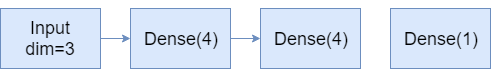 Input
dim=3
Dense(4)
Dense(4)
Dense(1)